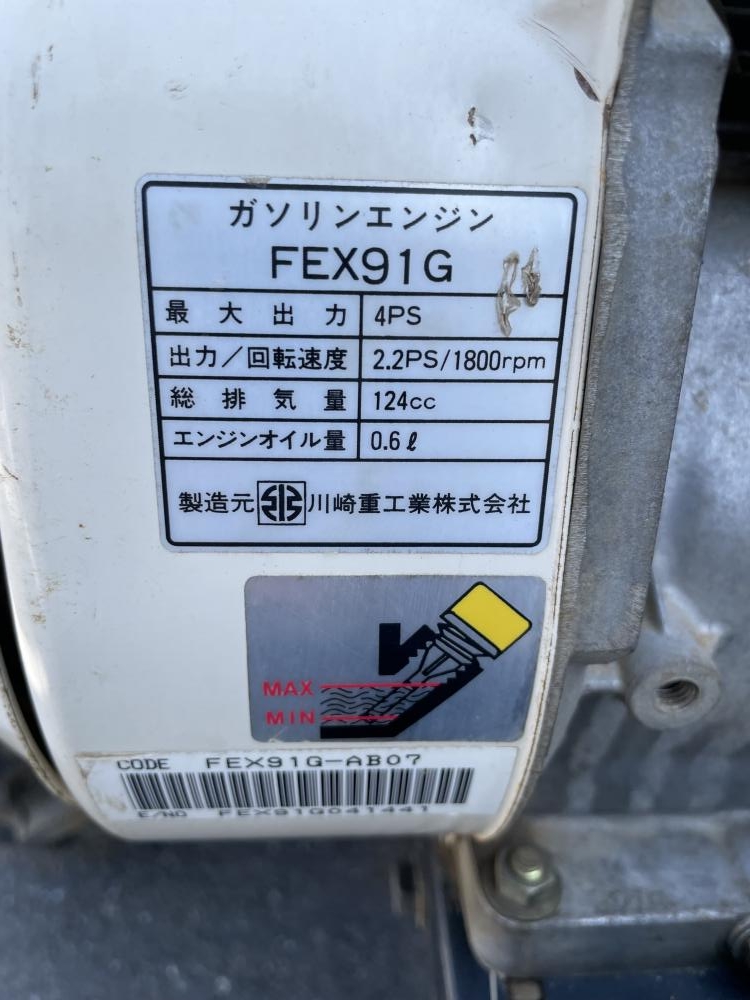 ガソリンエンジン
FEX91G
最大出力 4PS
出力/回転速度 2.2PS/1800rpm
総排気量 124cc
エンジンオイル量 0.6ℓ
製造元 川崎重工業株式会社
MAX
MIN
CODE FEX91G-AB07
E/NO FEX91G041441